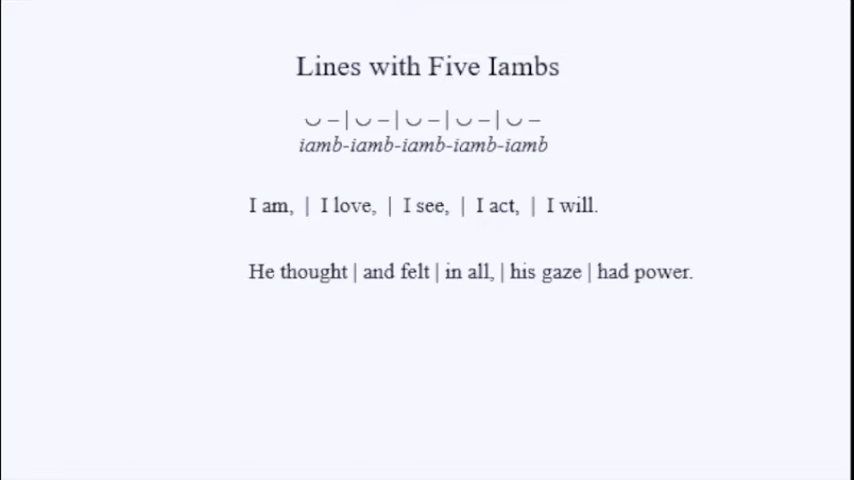 Lines with Five Iambs
◡ – | ◡ – | ◡ – | ◡ – | ◡ –
iamb-iamb-iamb-iamb-iamb
I am, | I love, | I see, | I act, | I will.
He thought | and felt | in all, | his gaze | had power.